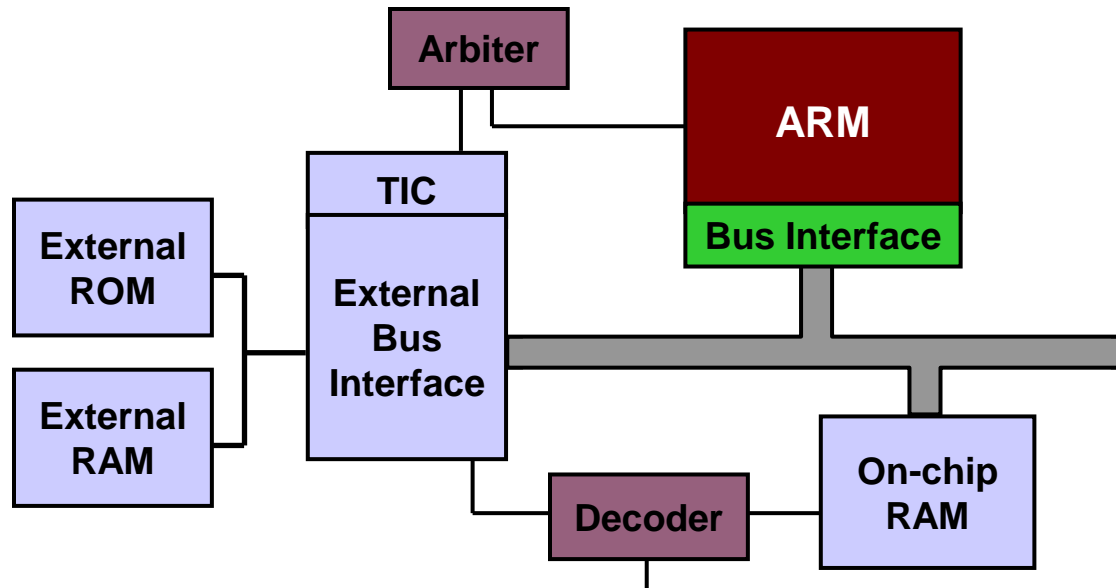 Arbiter
ARM
Bus Interface
TIC
External
Bus
Interface
External
ROM
External
RAM
Decoder
On-chip
RAM